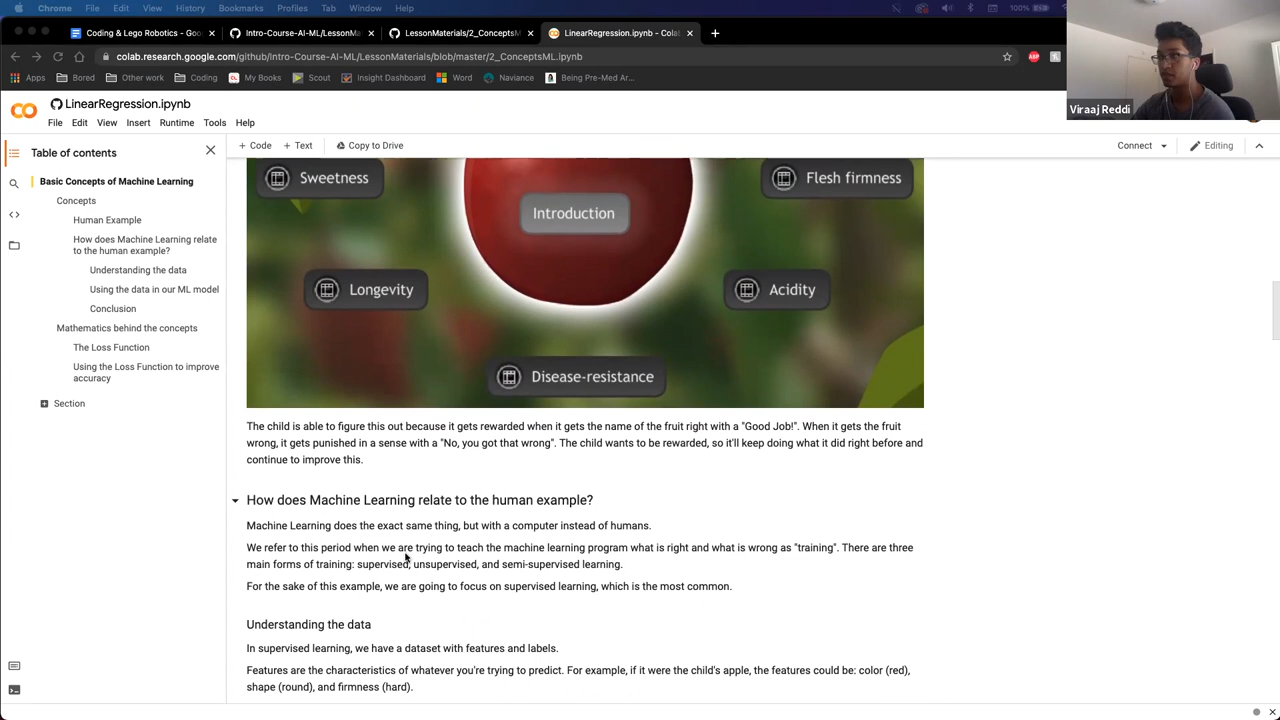 Chrome File Edit View History Bookmarks Profiles Tab Window Help 100%
Coding & Lego Robotics - Goo
Intro-Course-AI-ML/LessonMa
LessonMaterials/2_ConceptsM
LinearRegression.ipynb - Colab
colab.research.google.com/github/Intro-Course-AI-ML/LessonMaterials/blob/master/2_ConceptsML.ipynb
Apps Bored Other work Coding My Books Scout Insight Dashboard Word Naviance Being Pre-Med Ar...
Viraaj Reddi
LinearRegression.ipynb
File Edit View Insert Runtime Tools Help
+ Code + Text Copy to Drive Connect Editing
Table of contents
Basic Concepts of Machine Learning
Concepts
Human Example
How does Machine Learning relate
to the human example?
Understanding the data
Using the data in our ML model
Conclusion
Mathematics behind the concepts
The Loss Function
Using the Loss Function to improve
accuracy
Section
Sweetness
Flesh firmness
Introduction
Longevity
Acidity
Disease-resistance
The child is able to figure this out because it gets rewarded when it gets the name of the fruit right with a "Good Job!". When it gets the fruit
wrong, it gets punished in a sense with a "No, you got that wrong". The child wants to be rewarded, so it'll keep doing what it did right before and
continue to improve this.
How does Machine Learning relate to the human example?
Machine Learning does the exact same thing, but with a computer instead of humans.
We refer to this period when we are trying to teach the machine learning program what is right and what is wrong as "training". There are three
main forms of training: supervised, unsupervised, and semi-supervised learning.
For the sake of this example, we are going to focus on supervised learning, which is the most common.
Understanding the data
In supervised learning, we have a dataset with features and labels.
Features are the characteristics of whatever you're trying to predict. For example, if it were the child's apple, the features could be: color (red),
shape (round), and firmness (hard).